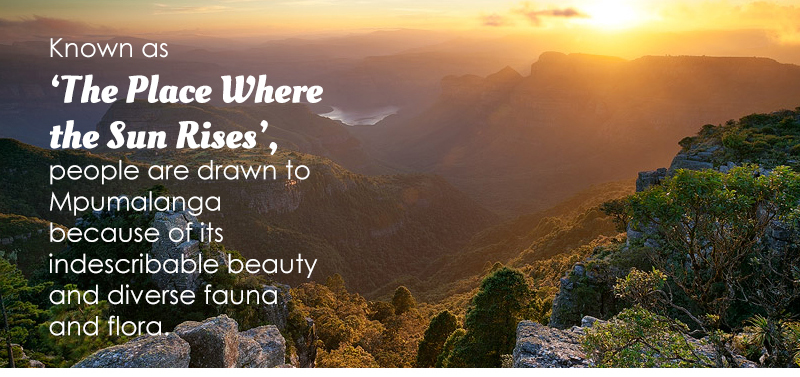 Known as
‘The Place Where
the Sun Rises’,
people are drawn to
Mpumalanga
because of its
indescribable beauty
and diverse fauna
and flora.